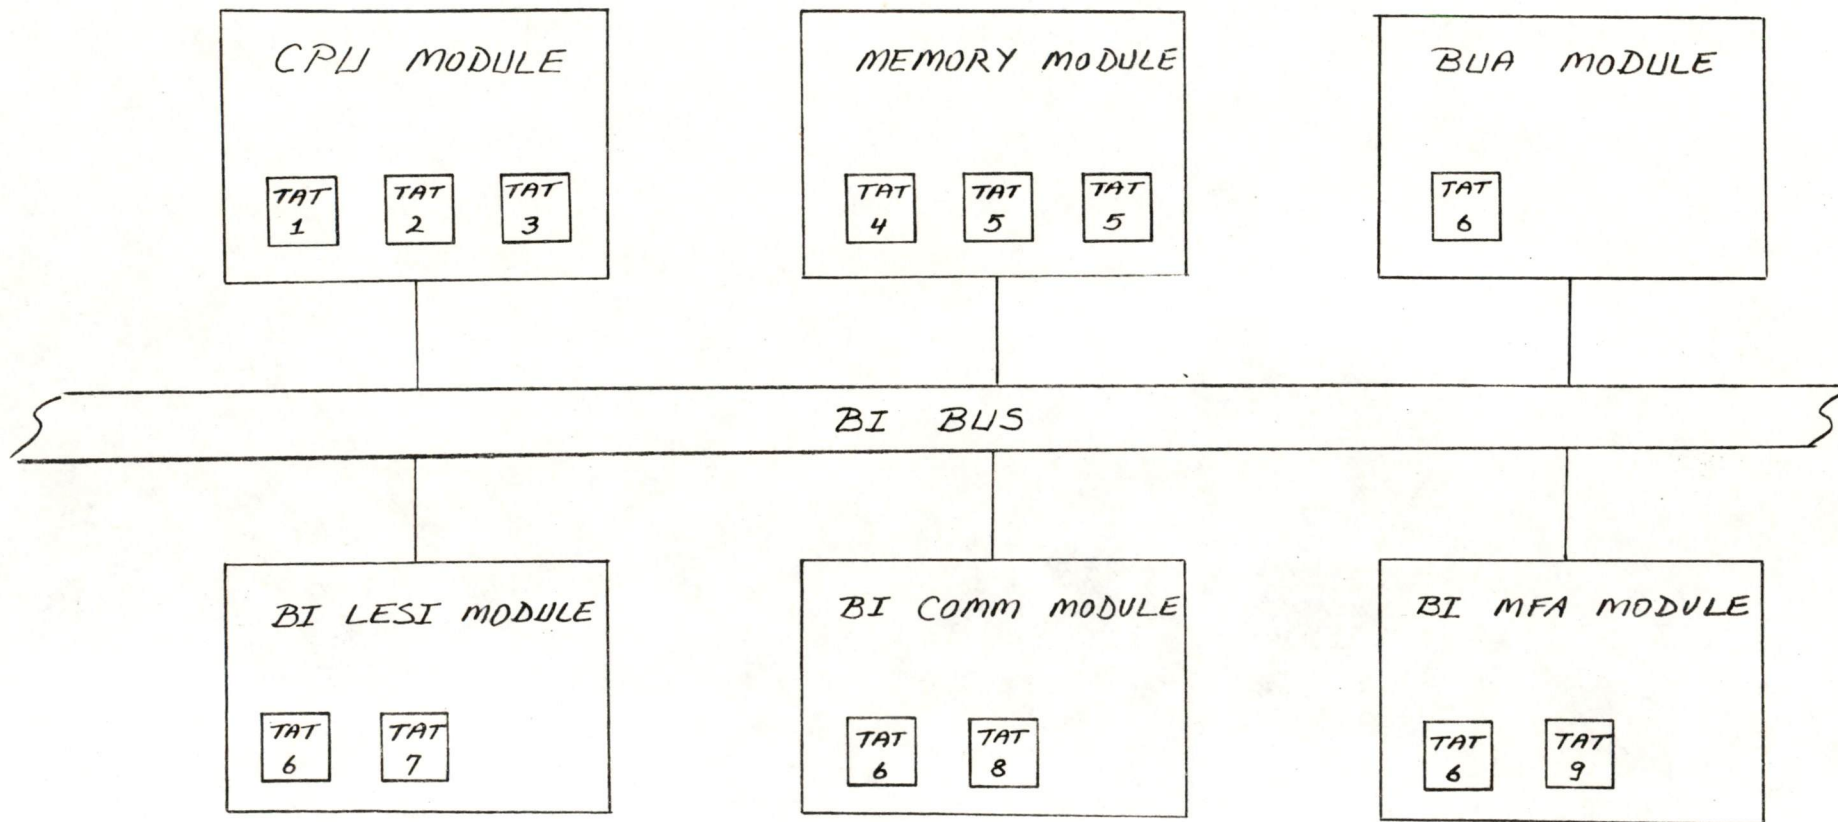 CPU MODULE
TAT
1
TAT
2
TAT
3
MEMORY MODULE
TAT
4
TAT
5
TAT
5
BUA MODULE
TAT
6
BI BUS
BI LESI MODULE
TAT
6
TAT
7
BI COMM MODULE
TAT
6
TAT
8
BI MFA MODULE
TAT
6
TAT
9